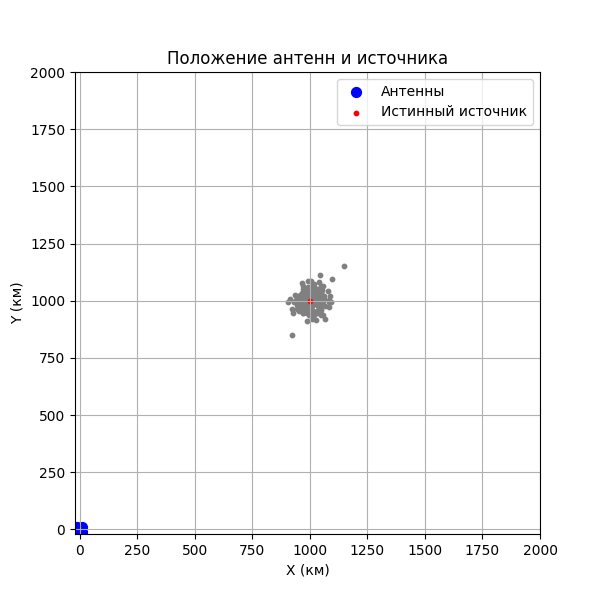 Положение антенн и источника
Антенны
Истинный источник
2000
1750
1500
1250
1000
750
500
250
0
Y (км)
0 250 500 750 1000 1250 1500 1750 2000
X (км)